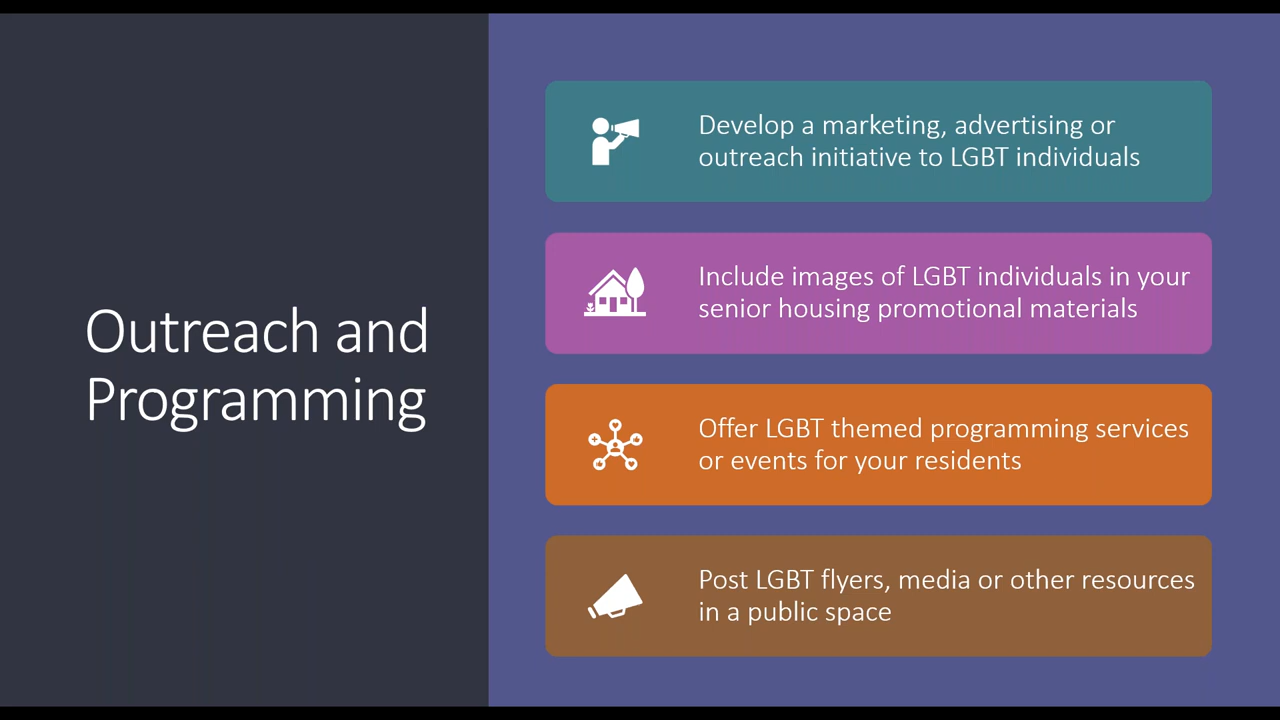 Outreach and
Programming
Develop a marketing, advertising or
outreach initiative to LGBT individuals
Include images of LGBT individuals in your
senior housing promotional materials
Offer LGBT themed programming services
or events for your residents
Post LGBT flyers, media or other resources
in a public space